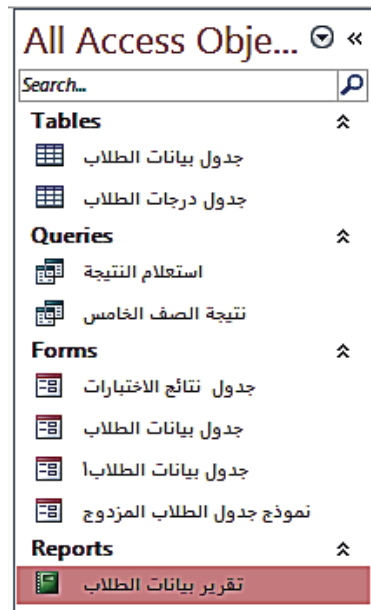 All Access Obje...
Search...
Tables
جدول بيانات الطلاب
جدول درجات الطلاب
Queries
استعلام النتيجة
نتيجة الصف الخامس
Forms
جدول نتائج الاختبارات
جدول بيانات الطلاب
جدول بيانات الطلاب1
نموذج جدول الطلاب المزدوج
Reports
تقرير بيانات الطلاب